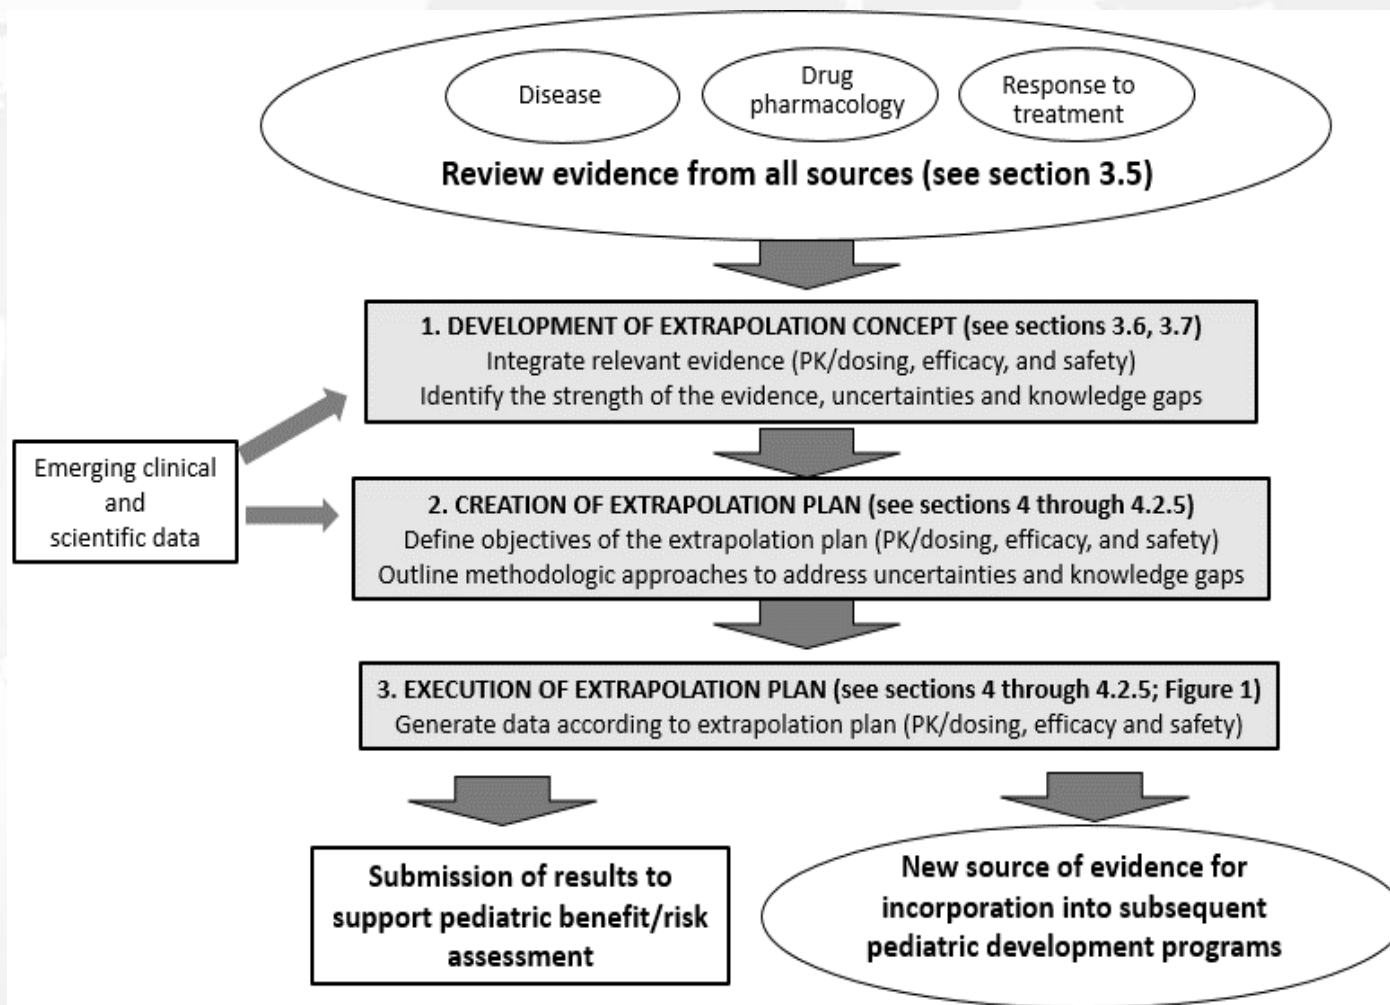 Disease
Drug
pharmacology
Response to
treatment
Review evidence from all sources (see section 3.5)
1. DEVELOPMENT OF EXTRAPOLATION CONCEPT (see sections 3.6, 3.7)
Integrate relevant evidence (PK/dosing, efficacy, and safety)
Identify the strength of the evidence, uncertainties and knowledge gaps
Emerging clinical
and
scientific data
2. CREATION OF EXTRAPOLATION PLAN (see sections 4 through 4.2.5)
Define objectives of the extrapolation plan (PK/dosing, efficacy, and safety)
Outline methodologic approaches to address uncertainties and knowledge gaps
3. EXECUTION OF EXTRAPOLATION PLAN (see sections 4 through 4.2.5; Figure 1)
Generate data according to extrapolation plan (PK/dosing, efficacy and safety)
Submission of results to
support pediatric benefit/risk
assessment
New source of evidence for
incorporation into subsequent
pediatric development programs